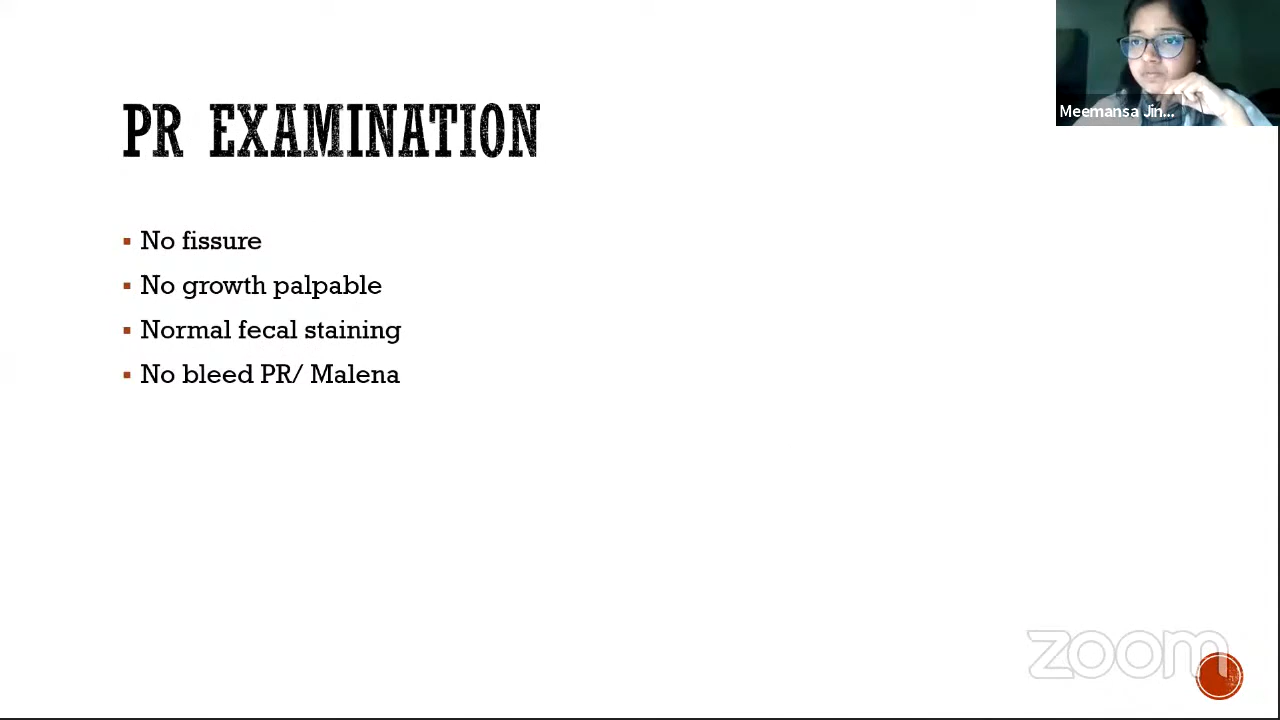 PR EXAMINATION
No fissure
No growth palpable
Normal fecal staining
No bleed PR/ Malena
Meemansa Jin...
zoom